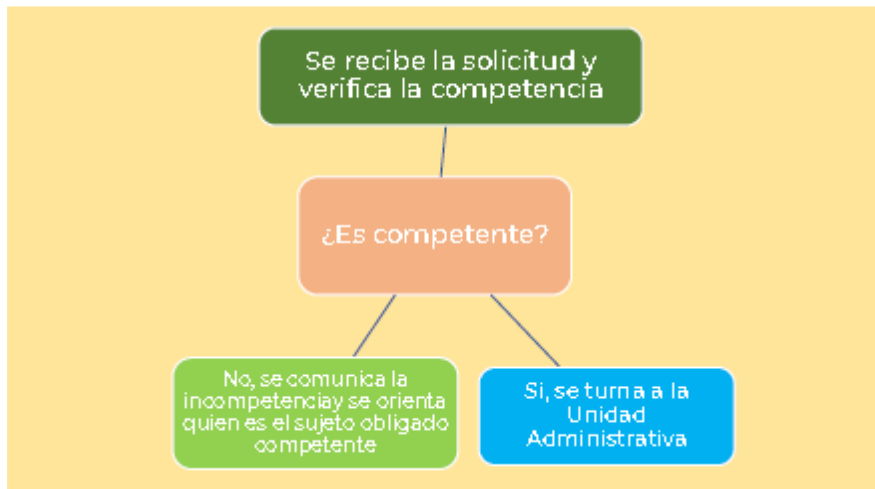 Se recibe la solicitud y
verifica la competencia
¿Es competente?
No, se comunica la
incompetenciay se orienta
quien es el sujeto obligado
competente
Si, se turna a la
Unidad
Administrativa